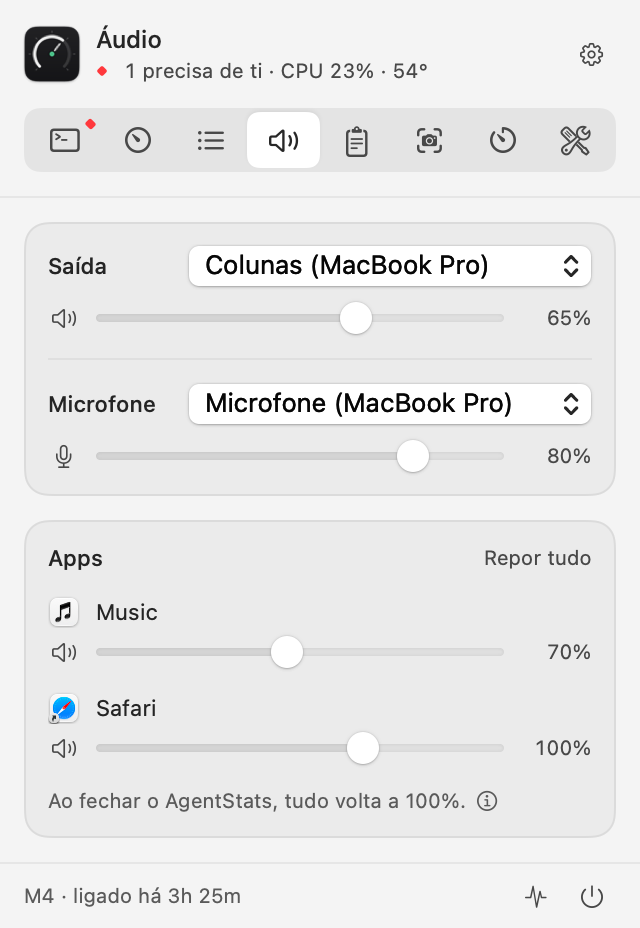 Áudio
1 precisa de ti · CPU 23% · 54°
Saída
Colunas (MacBook Pro)
65%
Microfone
Microfone (MacBook Pro)
80%
Apps
Repor tudo
Music
70%
Safari
100%
Ao fechar o AgentStats, tudo volta a 100%.
M4 · ligado há 3h 25m